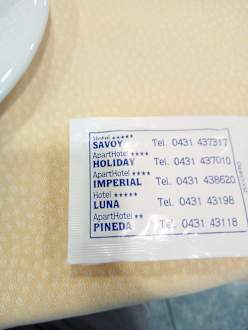 Hotel *****
SAVOY Tel. 0431 437317
ApartHotel ****
HOLIDAY Tel. 0431 437010
ApartHotel ****
IMPERIAL Tel. 0431 438620
Hotel *****
LUNA Tel. 0431 43198
ApartHotel **
PINEDA Tel. 0431 43118